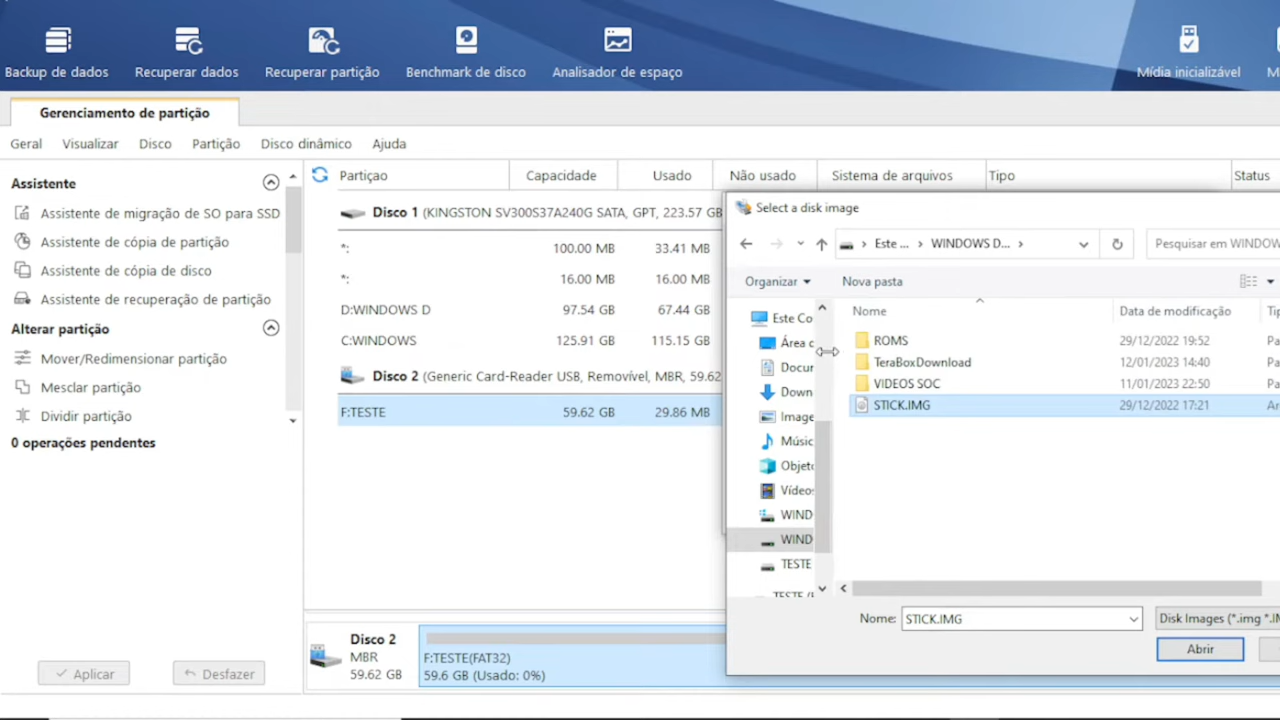 Backup de dados Recuperar dados Recuperar partição Benchmark de disco Analisador de espaço Mídia inicializável
Gerenciamento de partição
Geral Visualizar Disco Partição Disco dinâmico Ajuda
Assistente
Assistente de migração de SO para SSD
Assistente de cópia de partição
Assistente de cópia de disco
Assistente de recuperação de partição
Alterar partição
Mover/Redimensionar partição
Mesclar partição
Dividir partição
0 operações pendentes
Aplicar Desfazer
Partiçao Capacidade Usado Não usado Sistema de arquivos Tipo Status
Disco 1 (KINGSTON SV300S37A240G SATA, GPT, 223.57 GB
*: 100.00 MB 33.41 MB
*: 16.00 MB 16.00 MB
D:WINDOWS D 97.54 GB 67.44 GB
C:WINDOWS 125.91 GB 115.15 GB
Disco 2 (Generic Card-Reader USB, Removível, MBR, 59.62
F:TESTE 59.62 GB 29.86 MB
Disco 2
MBR
59.62 GB
F:TESTE(FAT32)
59.6 GB (Usado: 0%)
Select a disk image
Este ... › WINDOWS D... ›
Pesquisar em WINDOW
Organizar Nova pasta
Este Co
Área d
Docur
Down
Image
Músic
Objet
Vídeo
WIND
WIND
TESTE
Nome Data de modificação
ROMS 29/12/2022 19:52
TeraBoxDownload 12/01/2023 14:40
VIDEOS SOC 11/01/2023 22:50
STICK.IMG 29/12/2022 17:21
Nome: STICK.IMG Disk Images (*.img *.IM
Abrir